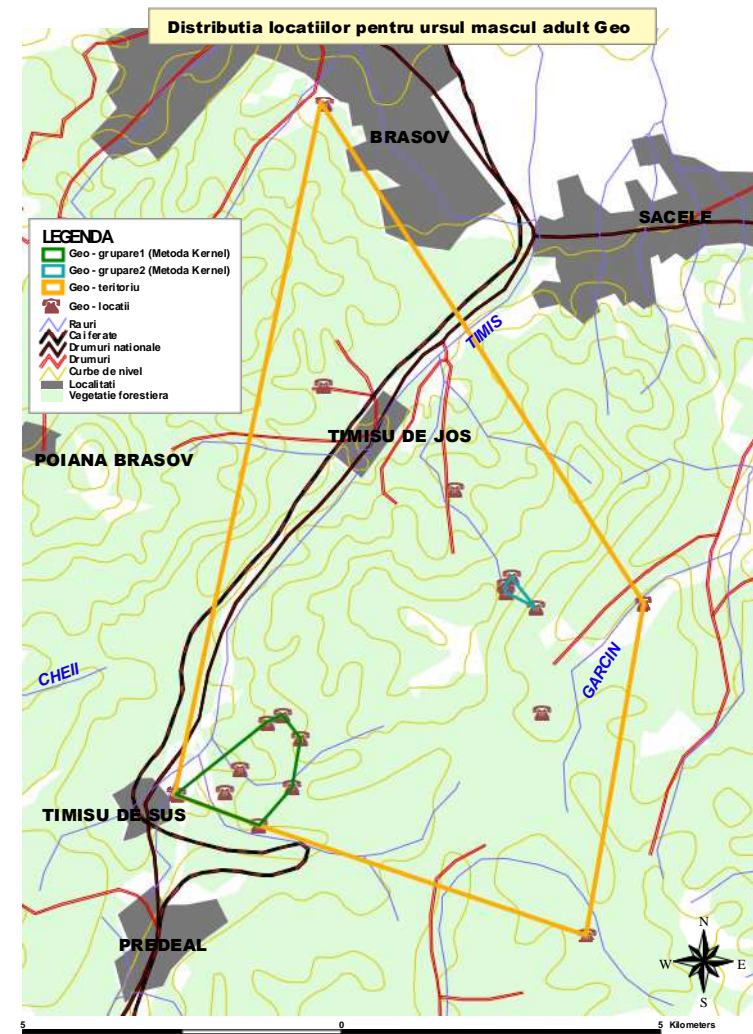 Distributia locatiilor pentru ursul mascul adult Geo
BRASOV
SACELE
LEGENDA
Geo - grupare1 (Metoda Kernel)
Geo - grupare2 (Metoda Kernel)
Geo - teritoriu
Geo - locatii
Rauri
Cai ferate
Drumuri nationale
Drumuri
Curbe de nivel
Localitati
Vegetatie forestiera
TIMIS
TIMISU DE JOS
POIANA BRASOV
CHEII
GARCIN
TIMISU DE SUS
PREDEAL
N
W E
S
5 0 5 Kilometers